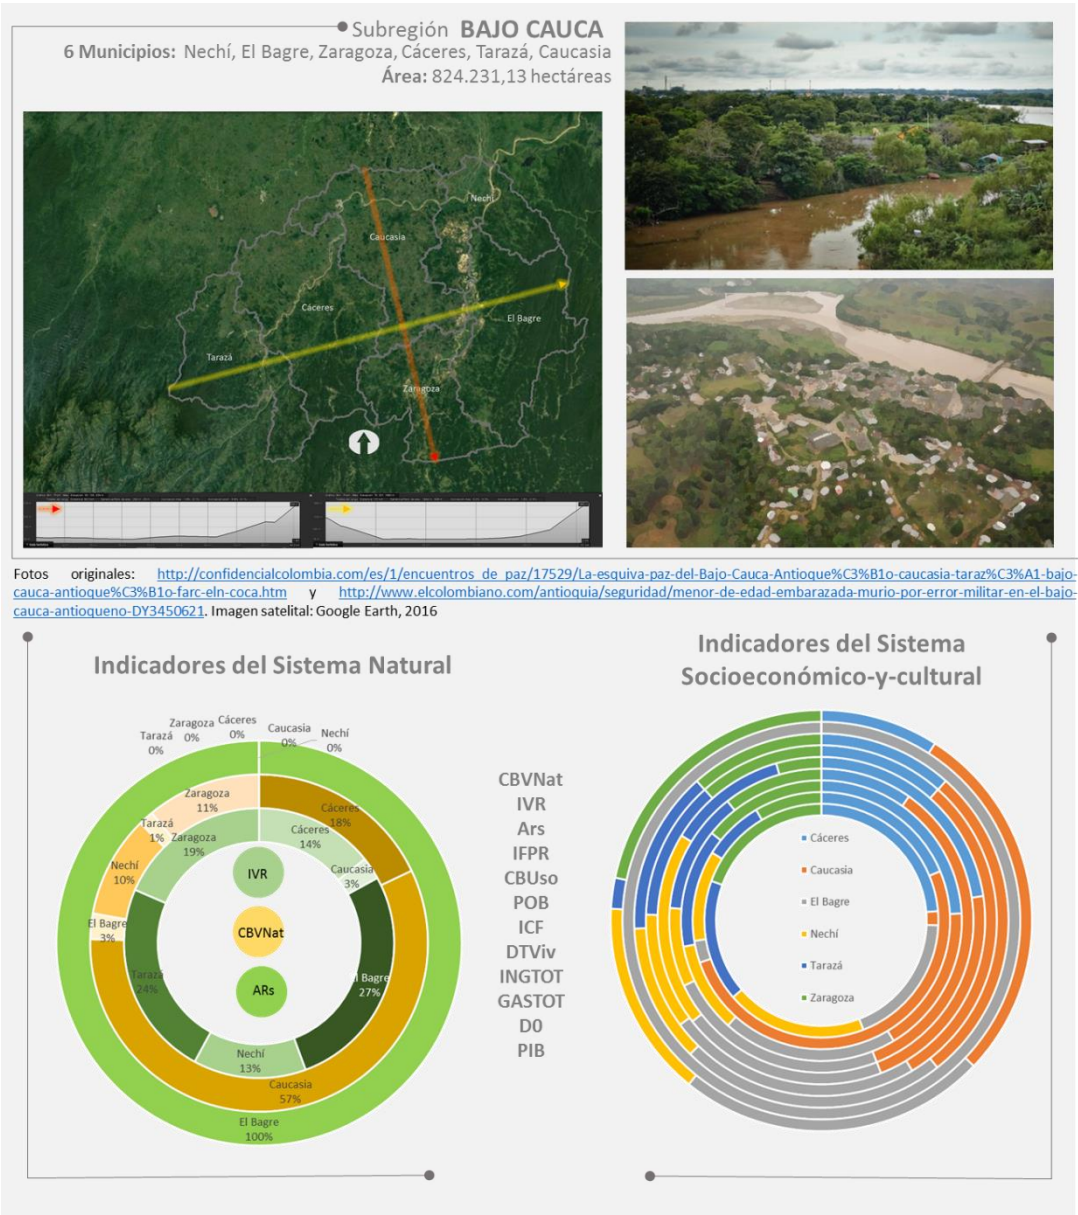 Subregión BAJO CAUCA
6 Municipios: Nechí, El Bagre, Zaragoza, Cáceres, Tarazá, Caucasia
Área: 824.231,13 hectáreas
Nechí
Caucasia
Cáceres
El Bagre
Tarazá
Zaragoza
Fotos originales: http://confidencialcolombia.com/es/1/encuentros_de_paz/17529/La-esquiva-paz-del-Bajo-Cauca-Antioque%C3%B1o-caucasia-taraz%C3%A1-bajo-
cauca-antioque%C3%B1o-farc-eln-coca.htm y http://www.elcolombiano.com/antioquia/seguridad/menor-de-edad-embarazada-murio-por-error-militar-en-el-bajo-
cauca-antioqueno-DY3450621. Imagen satelital: Google Earth, 2016
Indicadores del Sistema Natural
Zaragoza
0%
Cáceres
0%
Caucasia
0%
Tarazá
0%
Nechí
0%
Zaragoza
11%
Cáceres
18%
Tarazá
1%
Zaragoza
19%
Cáceres
14%
Nechí
10%
Caucasia
3%
IVR
El Bagre
3%
CBVNat
Tarazá
24%
El Bagre
27%
ARs
Nechí
13%
Caucasia
57%
El Bagre
100%
CBVNat
IVR
Ars
IFPR
CBUso
POB
ICF
DTViv
INGTOT
GASTOT
D0
PIB
Indicadores del Sistema
Socioeconómico-y-cultural
Cáceres
Caucasia
El Bagre
Nechí
Tarazá
Zaragoza